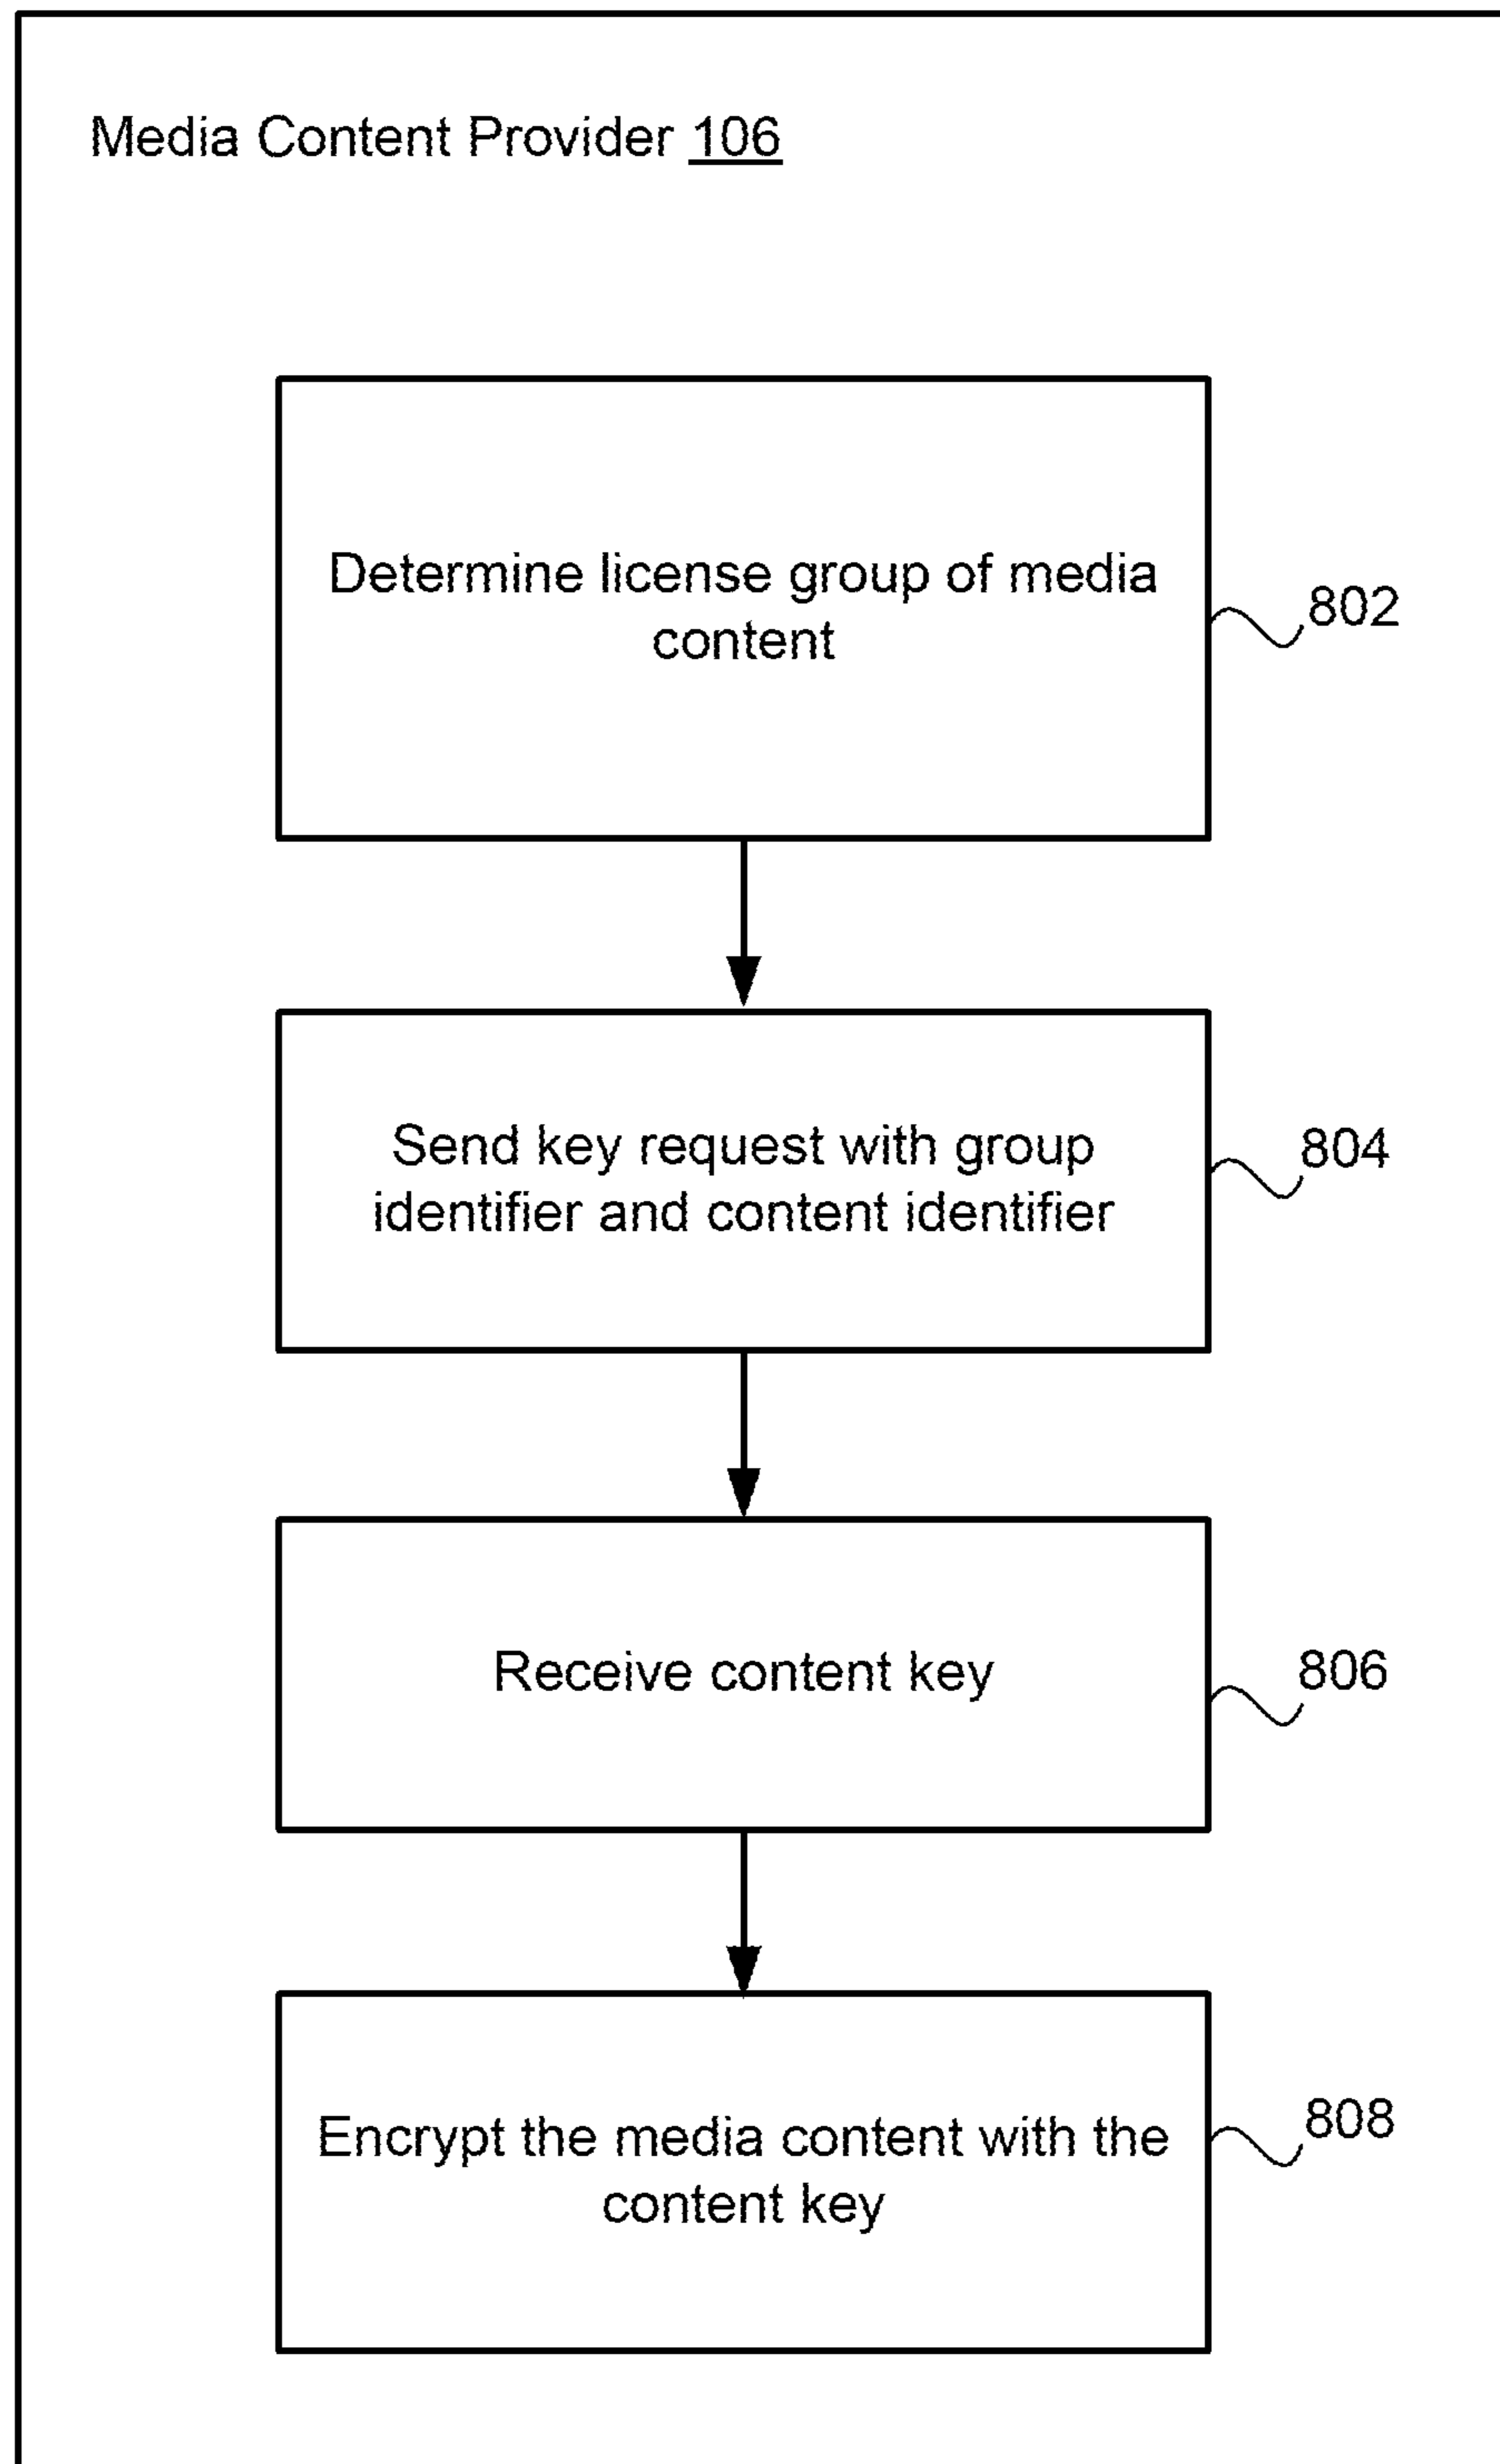 Media Content Provider 106
Determine license group of media
content
802
Send key request with group
identifier and content identifier
804
Receive content key
806
Encrypt the media content with the
content key
808